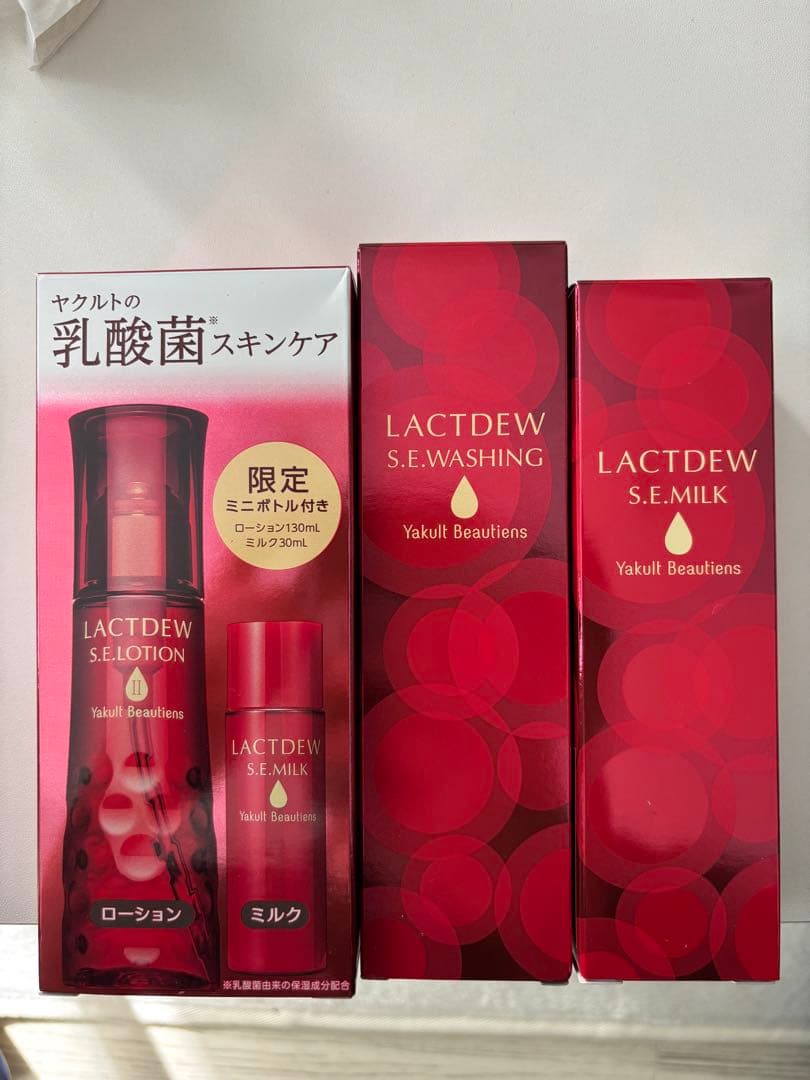 ヤクルトの
乳酸菌※スキンケア
限定
ミニボトル付き
ローション130mL
ミルク30mL
LACTDEW
S.E.LOTION
II
Yakult Beautiens
ローション
LACTDEW
S.E.MILK
Yakult Beautiens
ミルク
※乳酸菌由来の保湿成分配合
LACTDEW
S.E.WASHING
Yakult Beautiens
LACTDEW
S.E.MILK
Yakult Beautiens